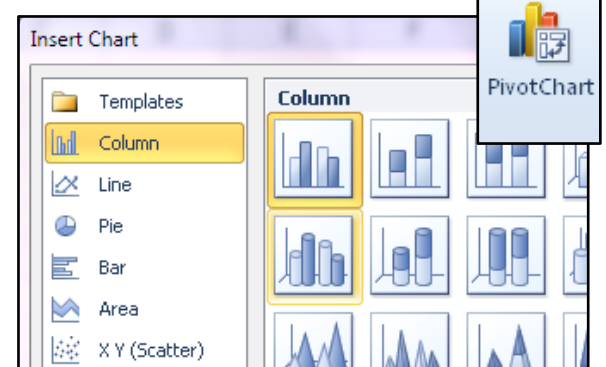 Insert Chart
PivotChart
Templates
Column
Line
Pie
Bar
Area
X Y (Scatter)
Column